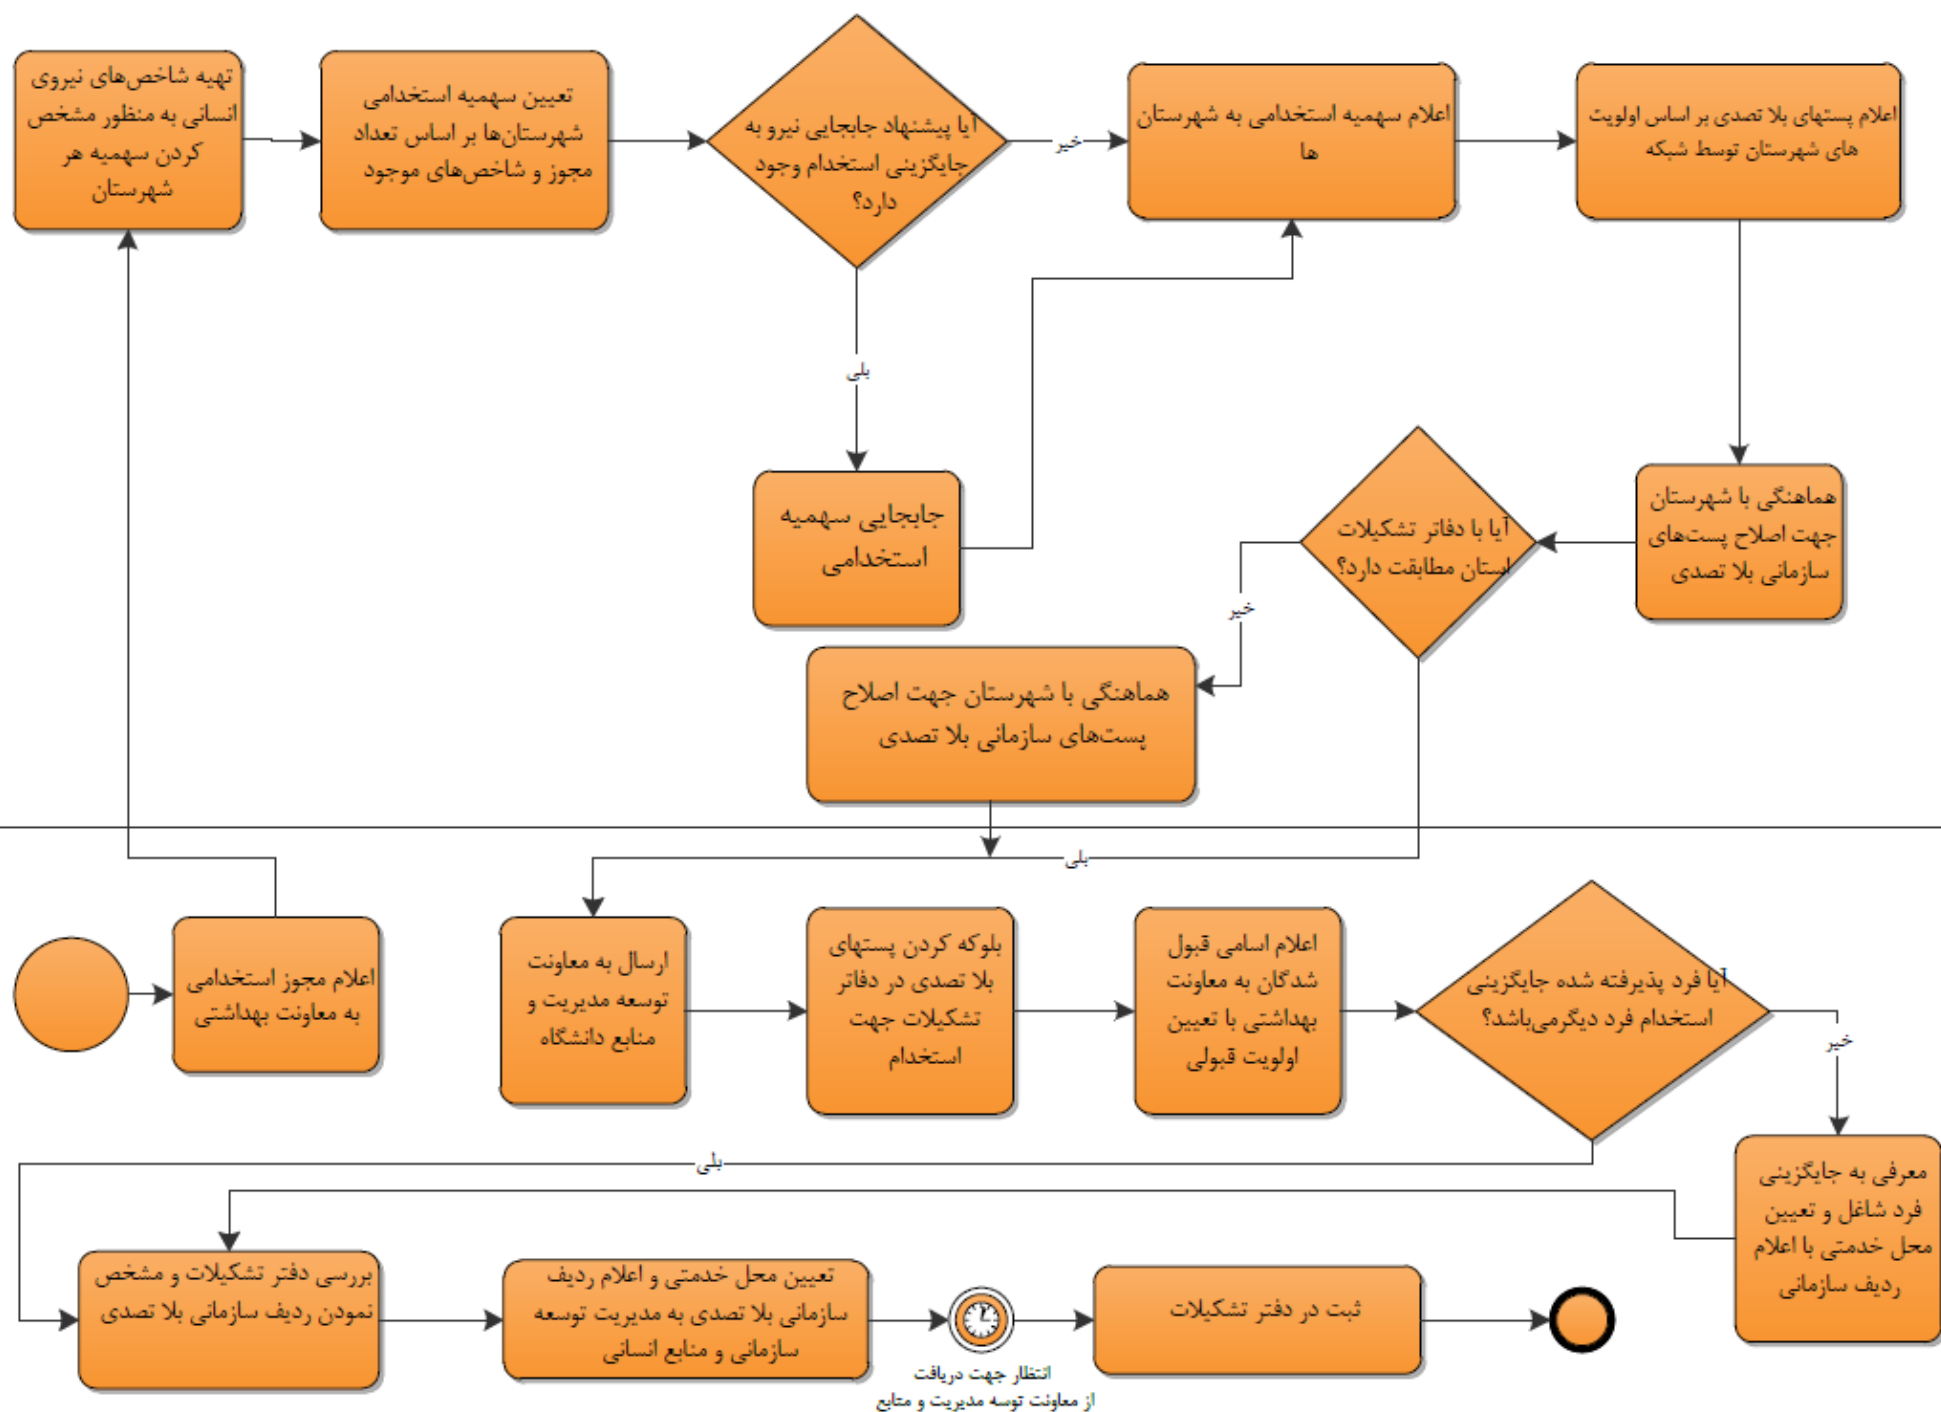 تهیه شاخص‌های نیروی
انسانی به منظور مشخص
کردن سهمیه هر
شهرستان
تعیین سهمیه استخدامی
شهرستان‌ها بر اساس تعداد
مجوز و شاخص‌های موجود
آیا پیشنهاد جابجایی نیرو به
جایگزینی استخدام وجود
دارد؟
خیر
اعلام سهمیه استخدامی به شهرستان
ها
اعلام پستهای بلا تصدی بر اساس اولویت
های شهرستان توسط شبکه
بلی
جابجایی سهمیه
استخدامی
هماهنگی با شهرستان
جهت اصلاح پست‌های
سازمانی بلا تصدی
آیا با دفاتر تشکیلات
استان مطابقت دارد؟
خیر
هماهنگی با شهرستان جهت اصلاح
پست‌های سازمانی بلا تصدی
بلی
اعلام مجوز استخدامی
به معاونت بهداشتی
ارسال به معاونت
توسعه مدیریت و
منابع دانشگاه
بلوکه کردن پستهای
بلا تصدی در دفاتر
تشکیلات جهت
استخدام
اعلام اسامی قبول
شدگان به معاونت
بهداشتی با تعیین
اولویت قبولی
آیا فرد پذیرفته شده جایگزینی
استخدام فرد دیگرمی‌باشد؟
خیر
معرفی به جایگزینی
فرد شاغل و تعیین
محل خدمتی با اعلام
ردیف سازمانی
بلی
بررسی دفتر تشکیلات و مشخص
نمودن ردیف سازمانی بلا تصدی
تعیین محل خدمتی و اعلام ردیف
سازمانی بلا تصدی به مدیریت توسعه
سازمانی و منابع انسانی
انتظار جهت دریافت
از معاونت توسه مدیریت و منابع
ثبت در دفتر تشکیلات